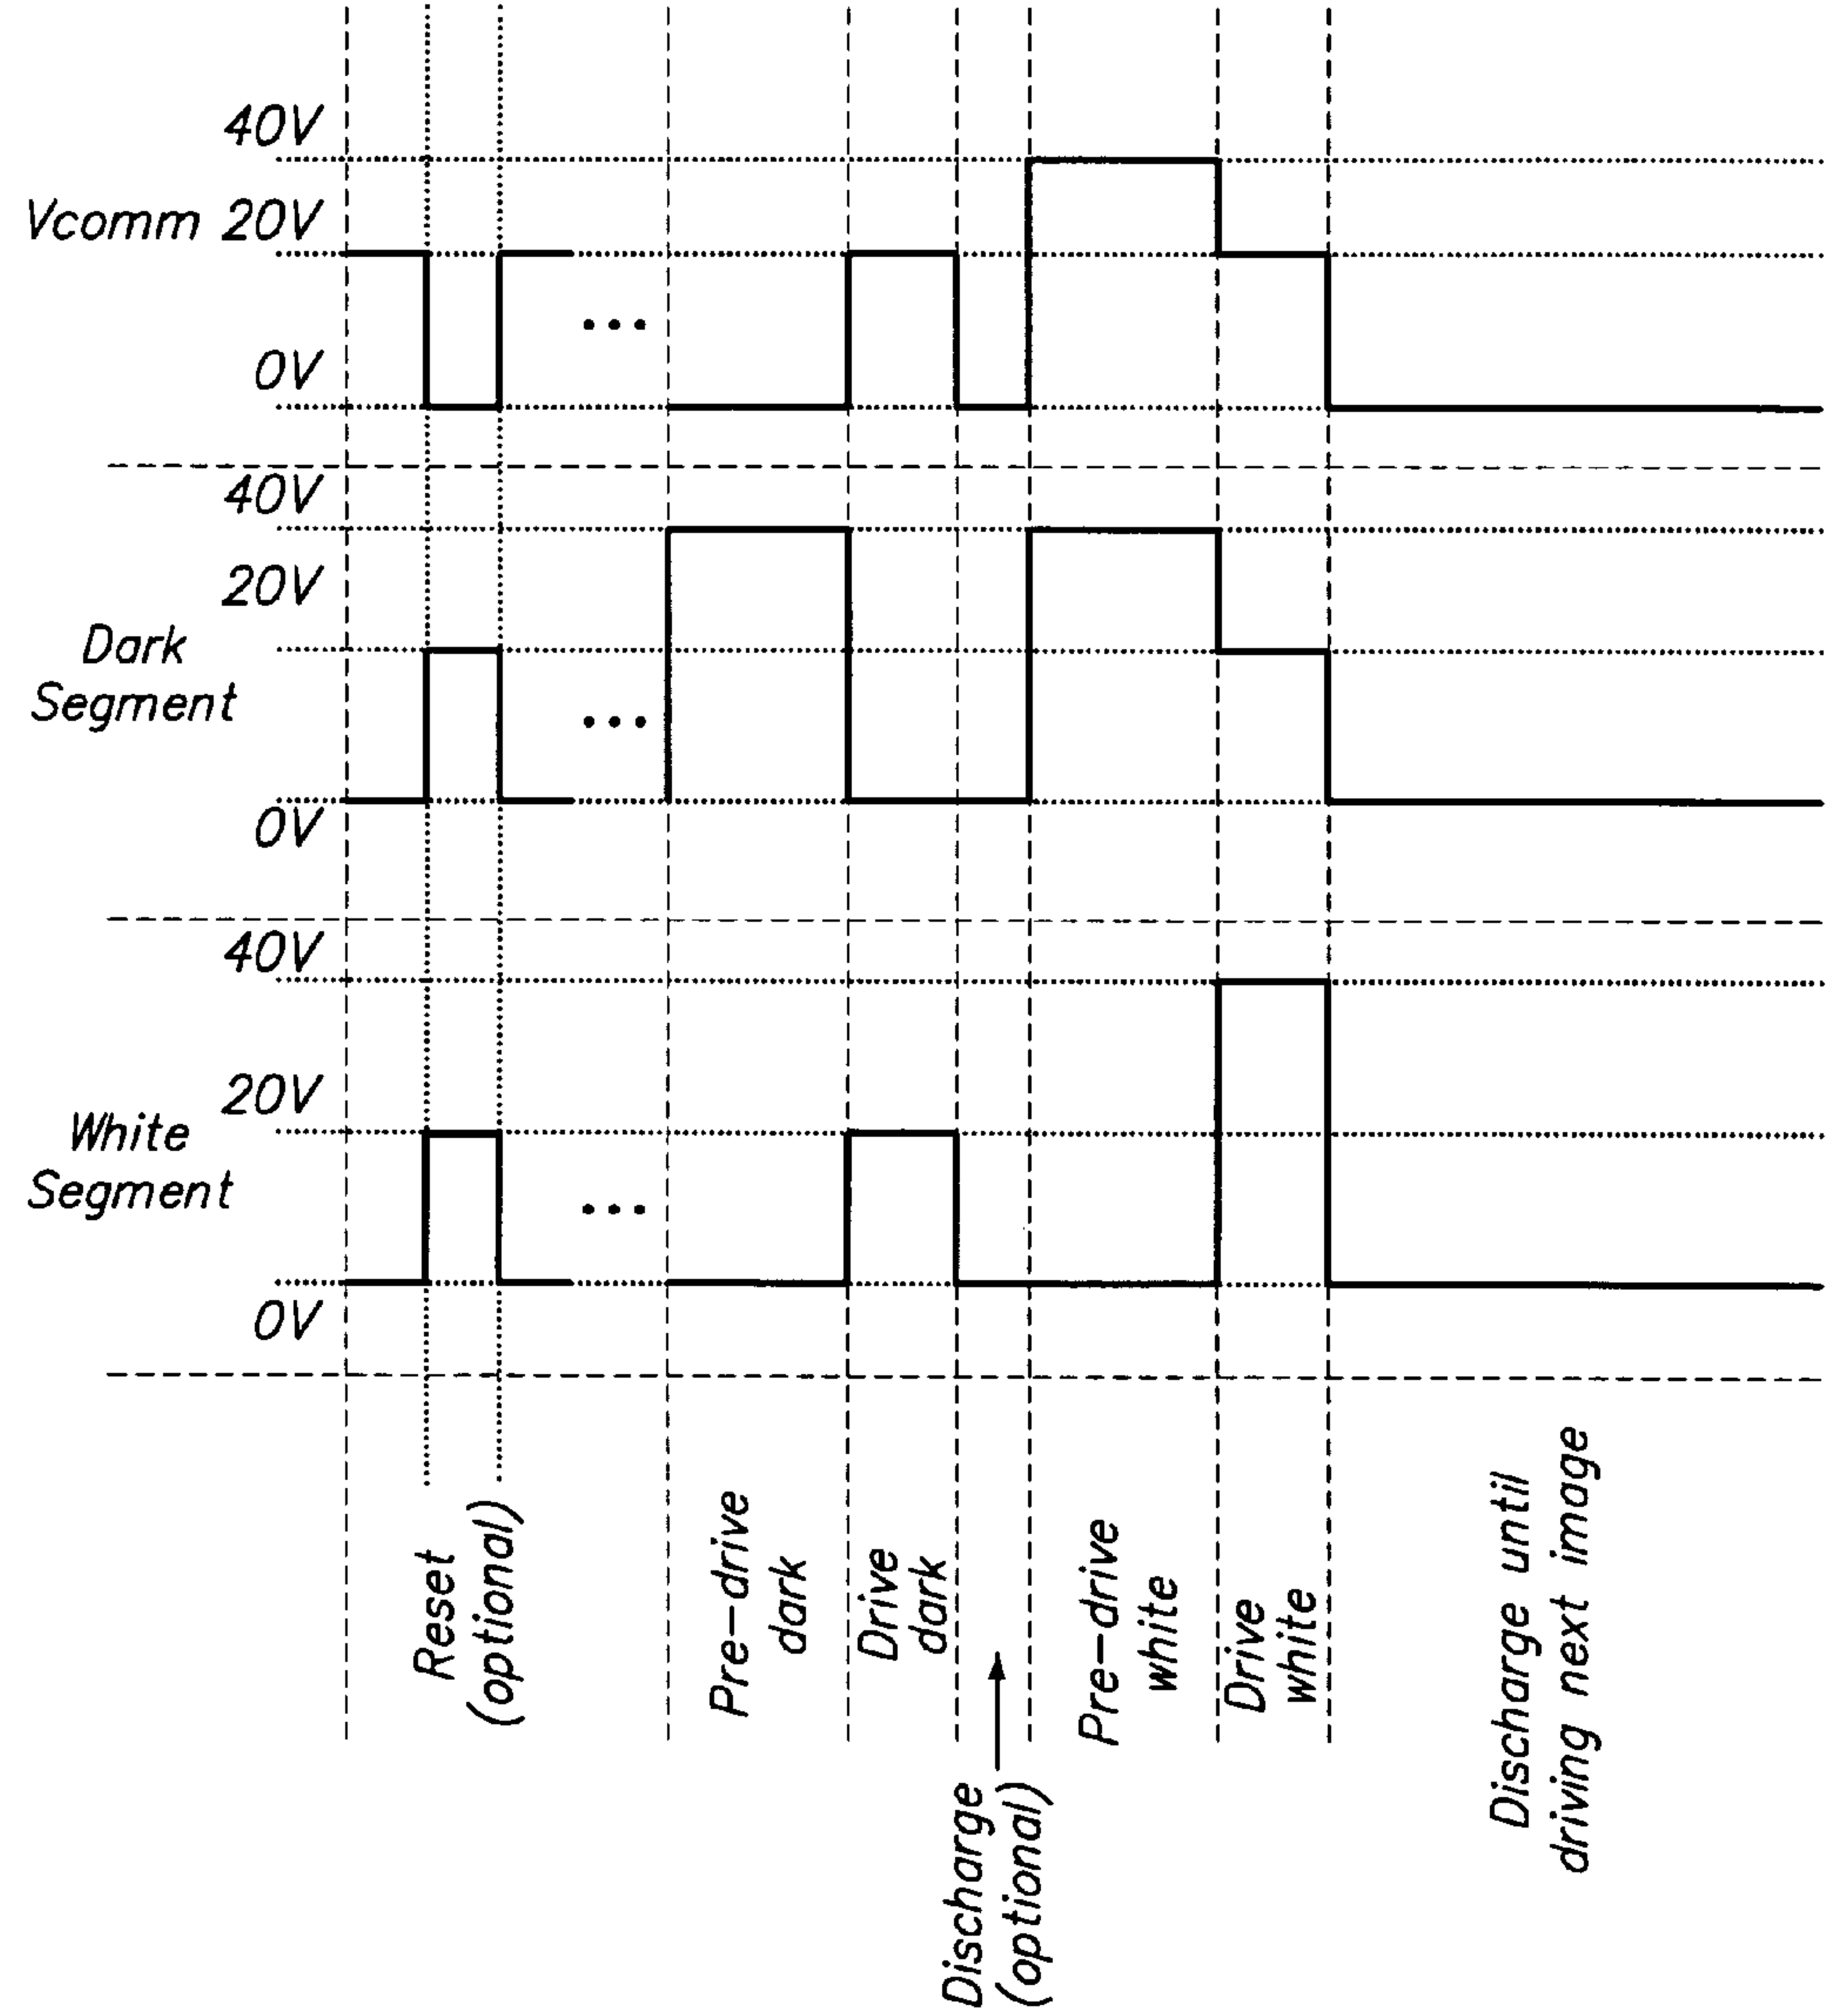 40V
Vcomm 20V
0V
40V
20V
Dark
Segment
0V
40V
20V
White
Segment
0V
Reset
(optional)
Pre-drive
dark
Drive
dark
Discharge
(optional)
Pre-drive
white
Drive
white
Discharge until
driving next image